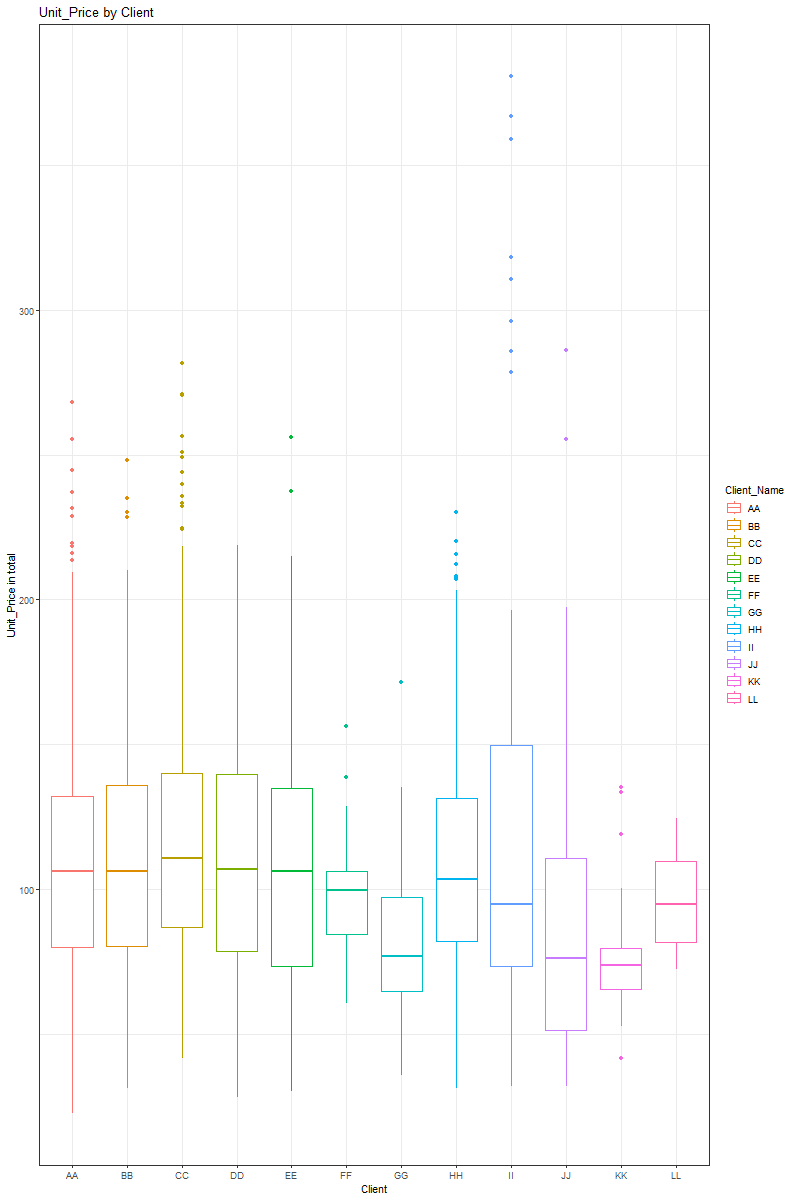 Unit_Price by Client
Unit_Price in total
300
200
100
AA BB CC DD EE FF GG HH II JJ KK LL
Client
Client_Name
AA
BB
CC
DD
EE
FF
GG
HH
II
JJ
KK
LL